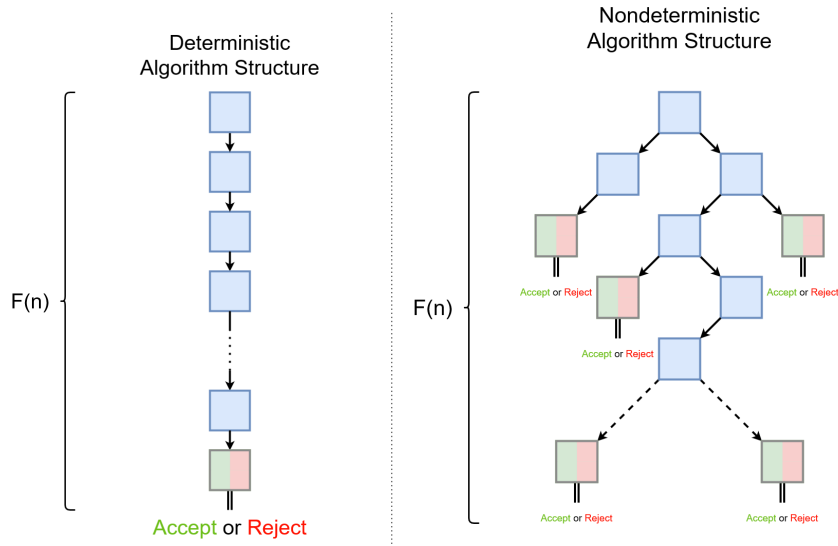 Deterministic
Algorithm Structure
F(n)
Accept or Reject
Nondeterministic
Algorithm Structure
F(n)
Accept or Reject
Accept or Reject
Accept or Reject
Accept or Reject
Accept or Reject